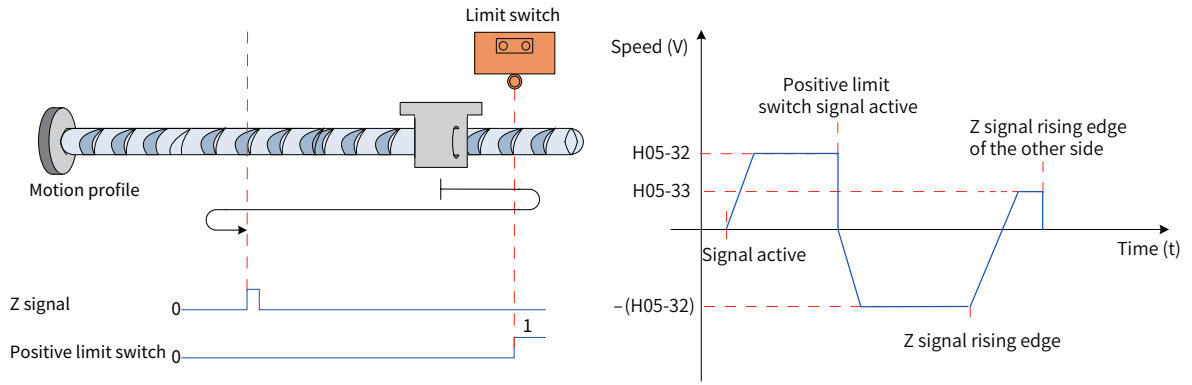 Limit switch
Motion profile
Z signal
0
1
Positive limit switch
0
Speed (V)
Positive limit
switch signal active
Z signal rising edge
of the other side
H05-32
H05-33
Signal active
Time (t)
–(H05-32)
Z signal rising edge